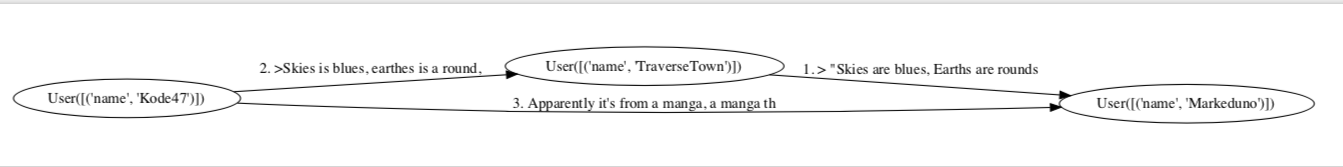 2. >Skies is blues, earthes is a round,
User([('name', 'TraverseTown')])
1.> "Skies are blues, Earths are rounds
User([('name', 'Kode47')])
3. Apparently it's from a manga, a manga th
User([('name', 'Markeduno')])